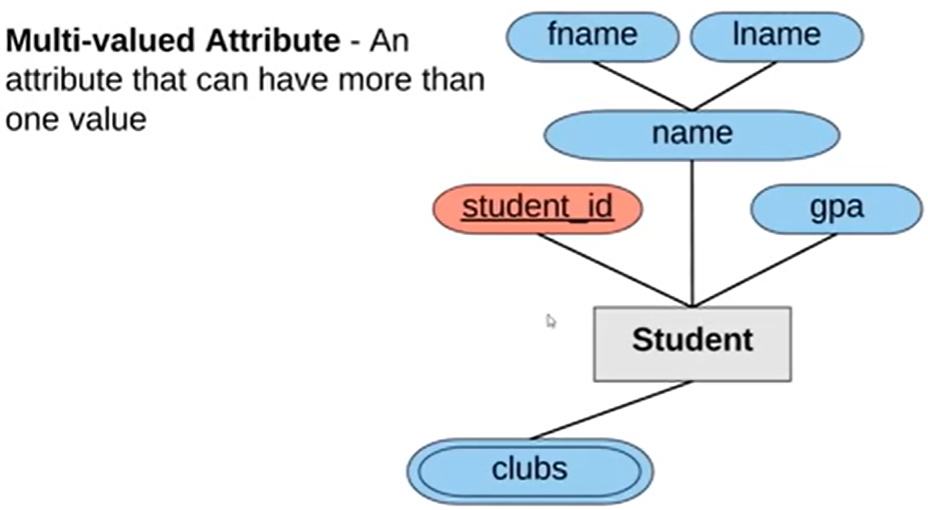 Multi-valued Attribute - An
attribute that can have more than
one value
fname
lname
name
student_id
gpa
Student
clubs